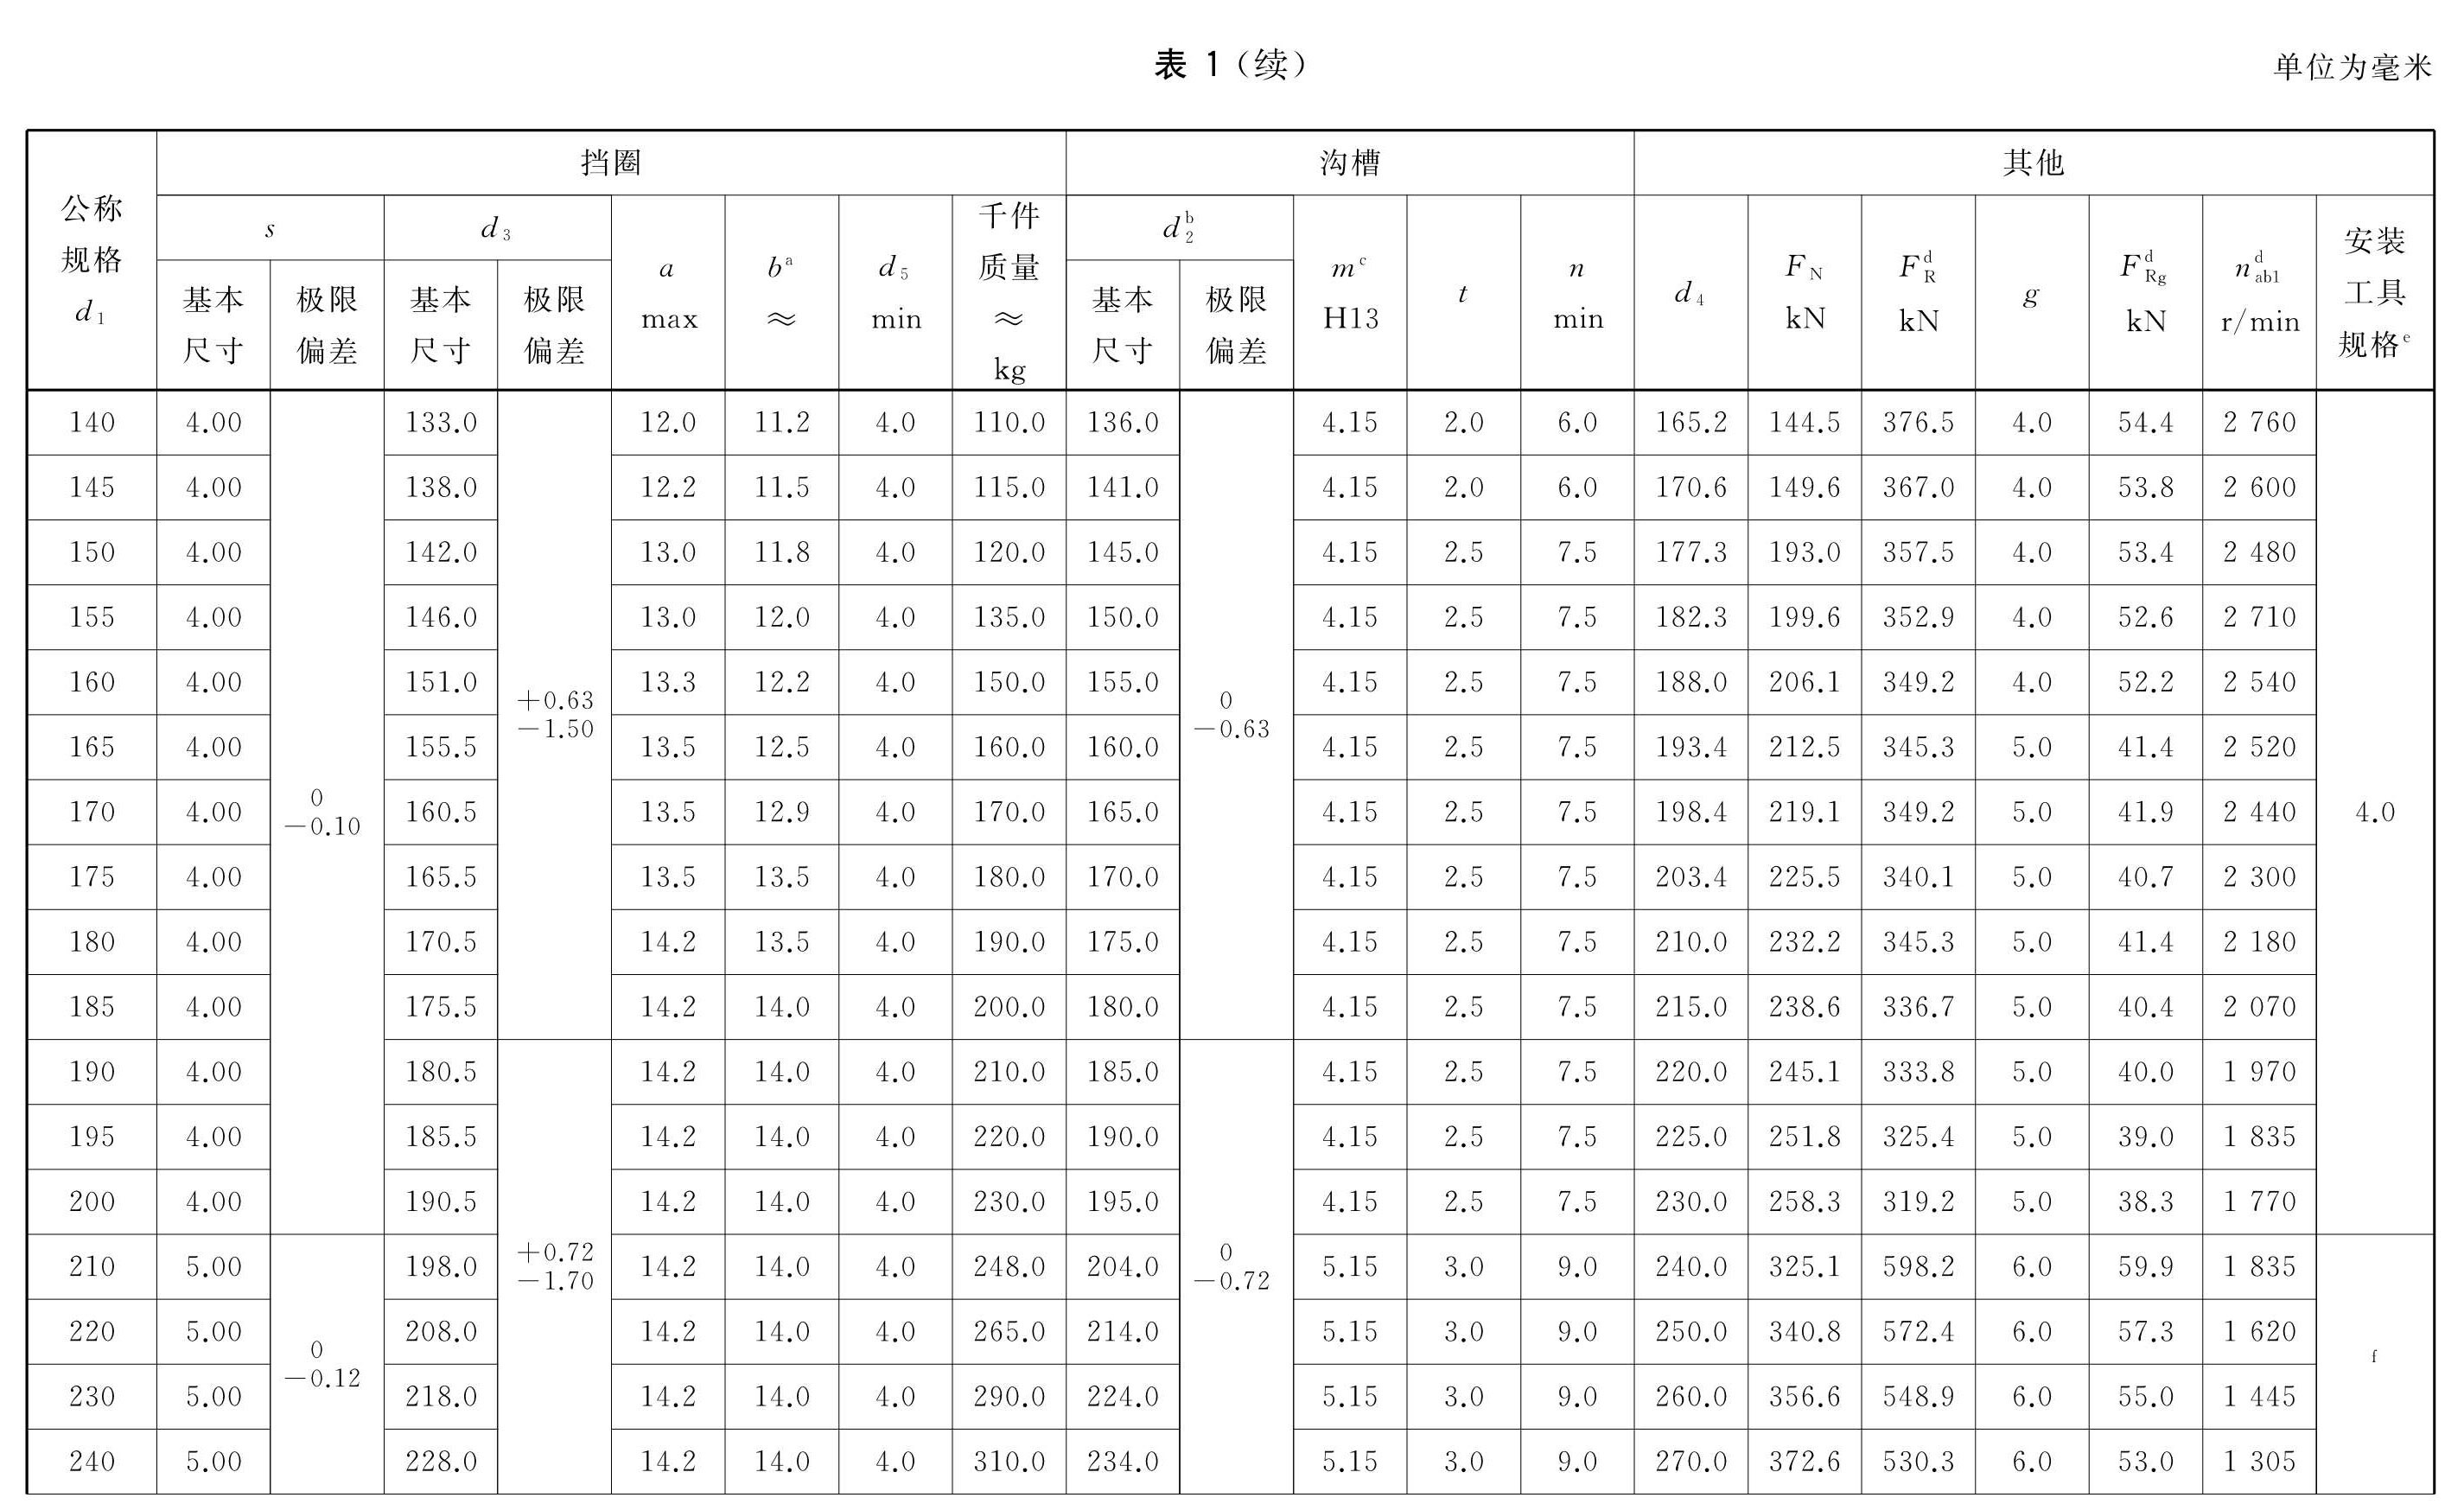 表 1（续）
单位为毫米
公称规格 d1 挡圈 沟槽 其他
s d3 a max bᵃ ≈ d5 min 千件质量 ≈ kg d2ᵇ mᶜ H13 t n min d4 FN kN FRᵈ kN g FRgᵈ kN nab1ᵈ r/min 安装工具规格ᵉ
基本尺寸 极限偏差 基本尺寸 极限偏差 基本尺寸 极限偏差
140 4.00 0 −0.10 133.0 +0.63 −1.50 12.0 11.2 4.0 110.0 136.0 0 −0.63 4.15 2.0 6.0 165.2 144.5 376.5 4.0 54.4 2 760 4.0
145 4.00 138.0 12.2 11.5 4.0 115.0 141.0 4.15 2.0 6.0 170.6 149.6 367.0 4.0 53.8 2 600
150 4.00 142.0 13.0 11.8 4.0 120.0 145.0 4.15 2.5 7.5 177.3 193.0 357.5 4.0 53.4 2 480
155 4.00 146.0 13.0 12.0 4.0 135.0 150.0 4.15 2.5 7.5 182.3 199.6 352.9 4.0 52.6 2 710
160 4.00 151.0 13.3 12.2 4.0 150.0 155.0 4.15 2.5 7.5 188.0 206.1 349.2 4.0 52.2 2 540
165 4.00 155.5 13.5 12.5 4.0 160.0 160.0 4.15 2.5 7.5 193.4 212.5 345.3 5.0 41.4 2 520
170 4.00 160.5 13.5 12.9 4.0 170.0 165.0 4.15 2.5 7.5 198.4 219.1 349.2 5.0 41.9 2 440
175 4.00 165.5 13.5 13.5 4.0 180.0 170.0 4.15 2.5 7.5 203.4 225.5 340.1 5.0 40.7 2 300
180 4.00 170.5 14.2 13.5 4.0 190.0 175.0 4.15 2.5 7.5 210.0 232.2 345.3 5.0 41.4 2 180
185 4.00 175.5 14.2 14.0 4.0 200.0 180.0 4.15 2.5 7.5 215.0 238.6 336.7 5.0 40.4 2 070
190 4.00 180.5 +0.72 −1.70 14.2 14.0 4.0 210.0 185.0 0 −0.72 4.15 2.5 7.5 220.0 245.1 333.8 5.0 40.0 1 970
195 4.00 185.5 14.2 14.0 4.0 220.0 190.0 4.15 2.5 7.5 225.0 251.8 325.4 5.0 39.0 1 835
200 4.00 190.5 14.2 14.0 4.0 230.0 195.0 4.15 2.5 7.5 230.0 258.3 319.2 5.0 38.3 1 770
210 5.00 0 −0.12 198.0 14.2 14.0 4.0 248.0 204.0 5.15 3.0 9.0 240.0 325.1 598.2 6.0 59.9 1 835 f
220 5.00 208.0 14.2 14.0 4.0 265.0 214.0 5.15 3.0 9.0 250.0 340.8 572.4 6.0 57.3 1 620
230 5.00 218.0 14.2 14.0 4.0 290.0 224.0 5.15 3.0 9.0 260.0 356.6 548.9 6.0 55.0 1 445
240 5.00 228.0 14.2 14.0 4.0 310.0 234.0 5.15 3.0 9.0 270.0 372.6 530.3 6.0 53.0 1 305